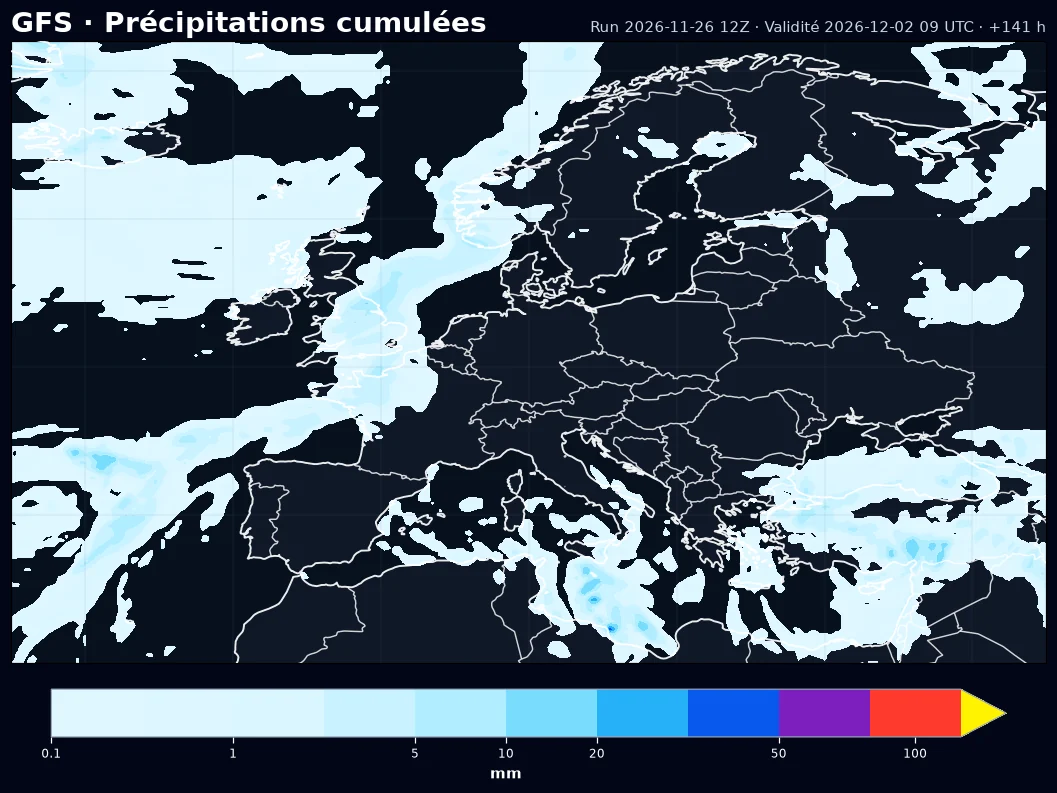 GFS · Précipitations cumulées
Run 2026-11-26 12Z · Validité 2026-12-02 09 UTC · +141 h
0.1 1 5 10 20 50 100
mm